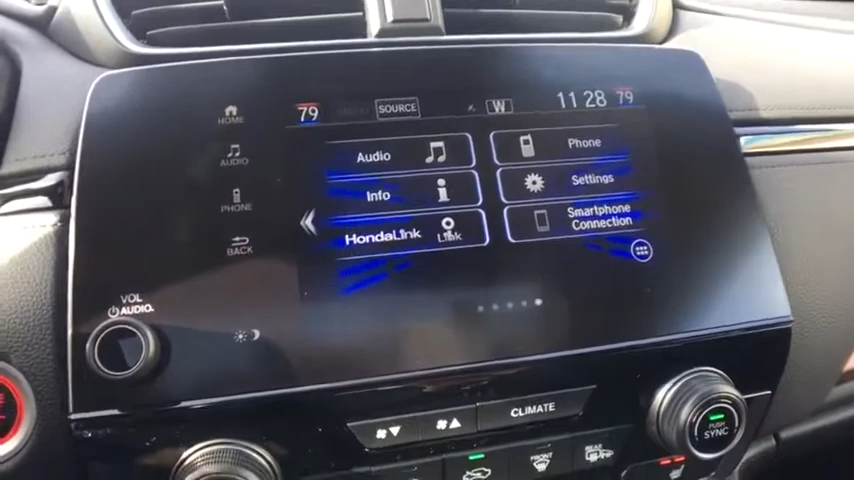 SOURCE
79
SOURCE
W
11:28
79
HOME
AUDIO
PHONE
BACK
Audio
Phone
Info
Settings
HondaLink
Link
Smartphone
Connection
VOL
AUDIO
CLIMATE
PUSH
SYNC
FRONT
REAR